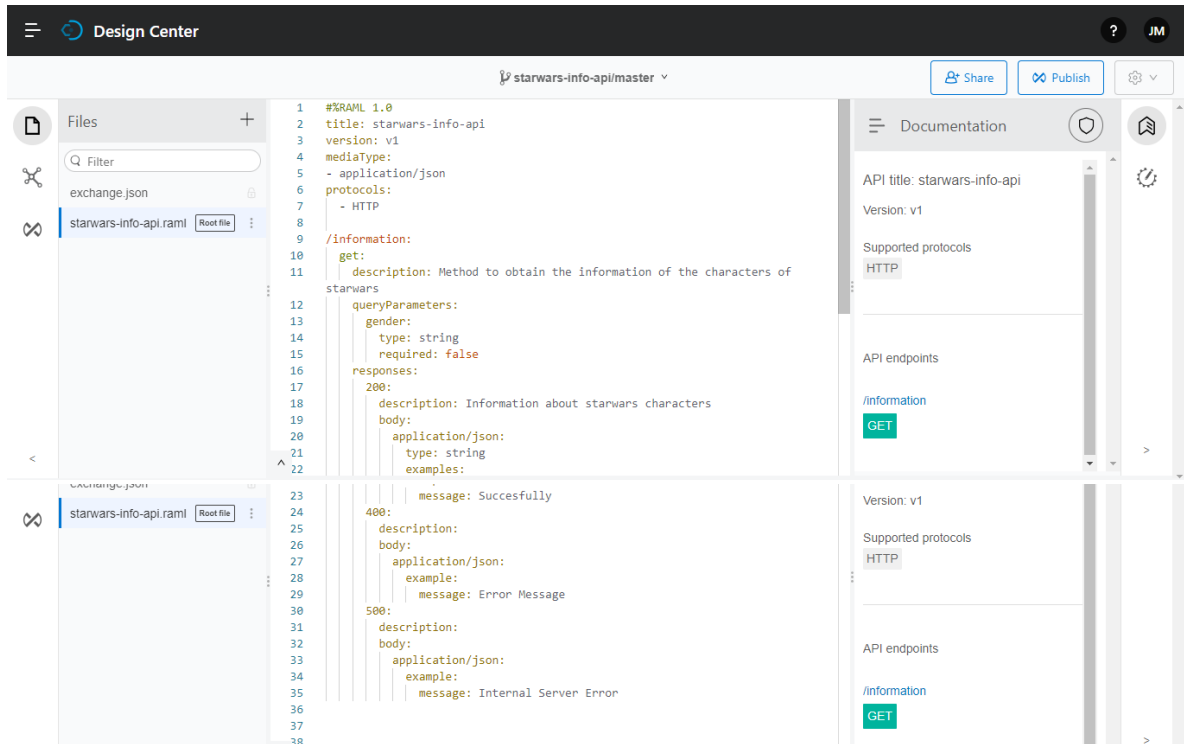 Design Center
?
JM
starwars-info-api/master
Share
Publish
Files
+
Filter
exchange.json
starwars-info-api.raml Root file
1 #%RAML 1.0
2 title: starwars-info-api
3 version: v1
4 mediaType:
5 - application/json
6 protocols:
7 - HTTP
8
9 /information:
10 get:
11 description: Method to obtain the information of the characters of
starwars
12 queryParameters:
13 gender:
14 type: string
15 required: false
16 responses:
17 200:
18 description: Information about starwars characters
19 body:
20 application/json:
21 type: string
22 examples:
Documentation
API title: starwars-info-api
Version: v1
Supported protocols
HTTP
API endpoints
/information
GET
exchange.json
starwars-info-api.raml Root file
23 message: Succesfully
24 400:
25 description:
26 body:
27 application/json:
28 example:
29 message: Error Message
30 500:
31 description:
32 body:
33 application/json:
34 example:
35 message: Internal Server Error
36
37
38
Version: v1
Supported protocols
HTTP
API endpoints
/information
GET